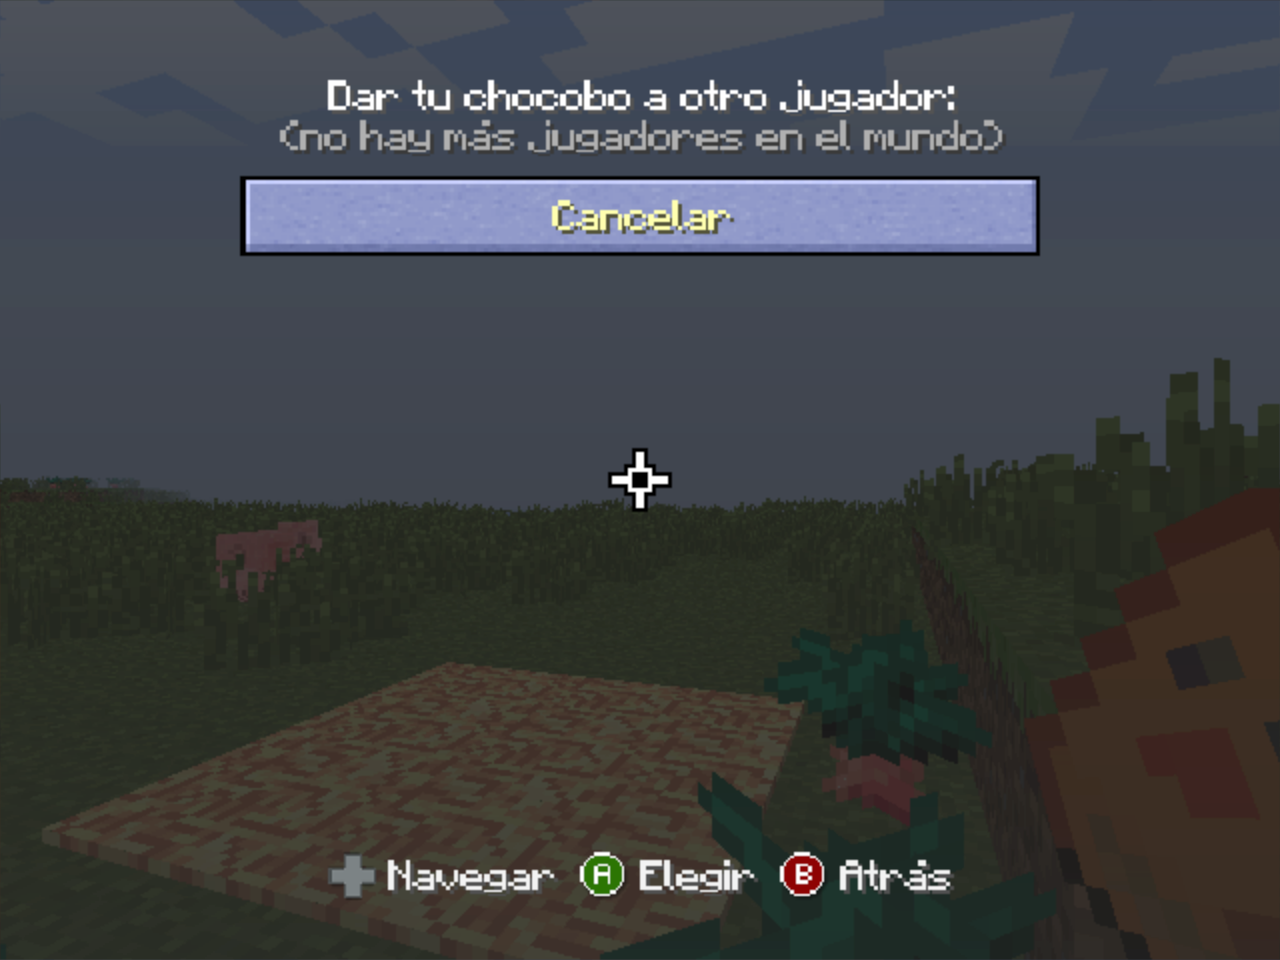 Dar tu chocobo a otro jugador:
(no hay más jugadores en el mundo)
Cancelar
Navegar A Elegir B Atrás